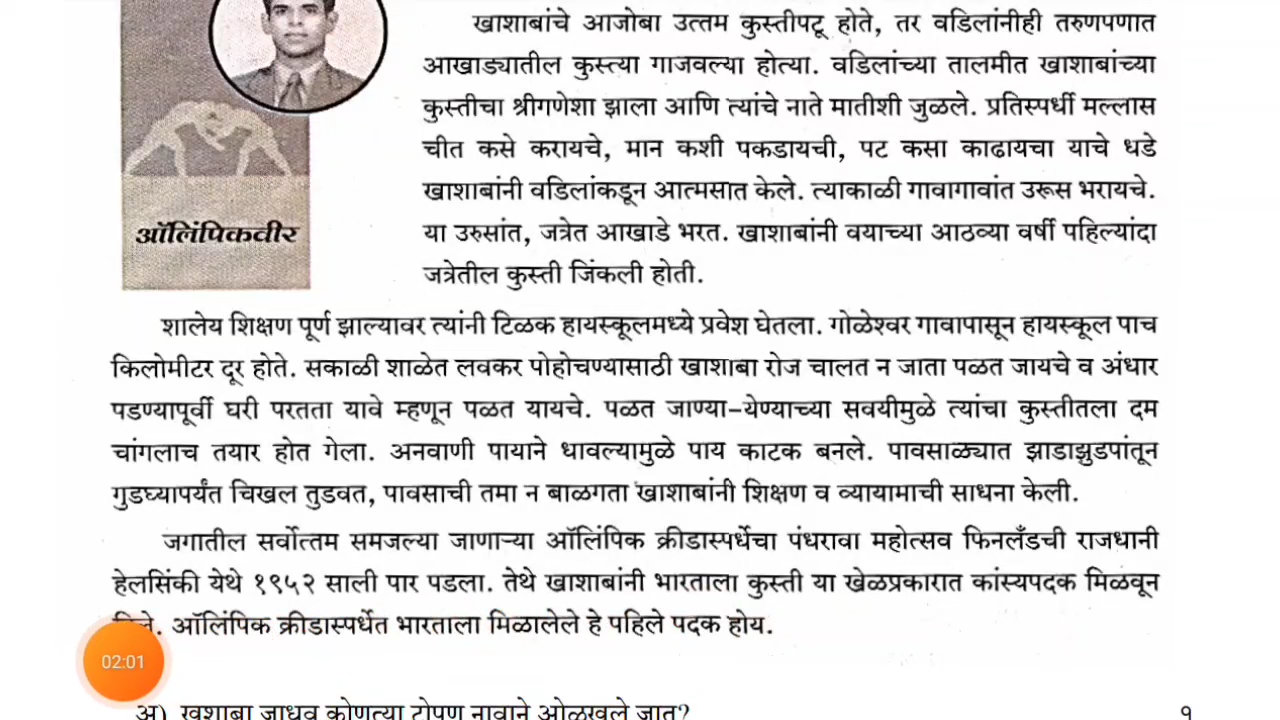 खाशाबांचे आजोबा उत्तम कुस्तीपटू होते, तर वडिलांनीही तरुणपणात
आखाड्यातील कुस्त्या गाजवल्या होत्या. वडिलांच्या तालमीत खाशाबांच्या
कुस्तीचा श्रीगणेशा झाला आणि त्यांचे नाते मातीशी जुळले. प्रतिस्पर्धी मल्लास
चीत कसे करायचे, मान कशी पकडायची, पट कसा काढायचा याचे धडे
खाशाबांनी वडिलांकडून आत्मसात केले. त्याकाळी गावागावांत उरूस भरायचे.
या उरुसांत, जत्रेत आखाडे भरत. खाशाबांनी वयाच्या आठव्या वर्षी पहिल्यांदा
जत्रेतील कुस्ती जिंकली होती.
ऑलिंपिकवीर
शालेय शिक्षण पूर्ण झाल्यावर त्यांनी टिळक हायस्कूलमध्ये प्रवेश घेतला. गोळेश्वर गावापासून हायस्कूल पाच
किलोमीटर दूर होते. सकाळी शाळेत लवकर पोहोचण्यासाठी खाशाबा रोज चालत न जाता पळत जायचे व अंधार
पडण्यापूर्वी घरी परतता यावे म्हणून पळत यायचे. पळत जाण्या-येण्याच्या सवयीमुळे त्यांचा कुस्तीतला दम
चांगलाच तयार होत गेला. अनवाणी पायाने धावल्यामुळे पाय काटक बनले. पावसाळ्यात झाडाझुडपांतून
गुडघ्यापर्यंत चिखल तुडवत, पावसाची तमा न बाळगता खाशाबांनी शिक्षण व व्यायामाची साधना केली.
जगातील सर्वोत्तम समजल्या जाणाऱ्या ऑलिंपिक क्रीडास्पर्धेचा पंधरावा महोत्सव फिनलँडची राजधानी
हेलसिंकी येथे १९५२ साली पार पडला. तेथे खाशाबांनी भारताला कुस्ती या खेळप्रकारात कांस्यपदक मिळवून
ऑलिंपिक क्रीडास्पर्धेत भारताला मिळालेले हे पहिले पदक होय.
02:01
अ) खशाबा जाधव कोणत्या टोपण नावाने ओळखले जात? १